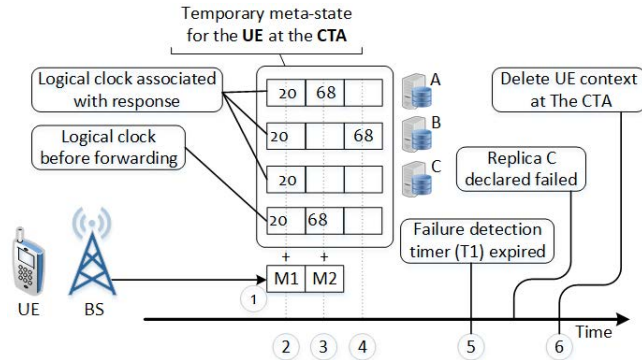 Temporary meta-state
for the UE at the CTA
Logical clock associated
with response
Logical clock
before forwarding
20 68
A
20 68
B
20
C
20 68
Delete UE context
at The CTA
Replica C
declared failed
Failure detection
timer (T1) expired
+ +
1 M1 M2
UE BS
Time
2 3 4 5 6